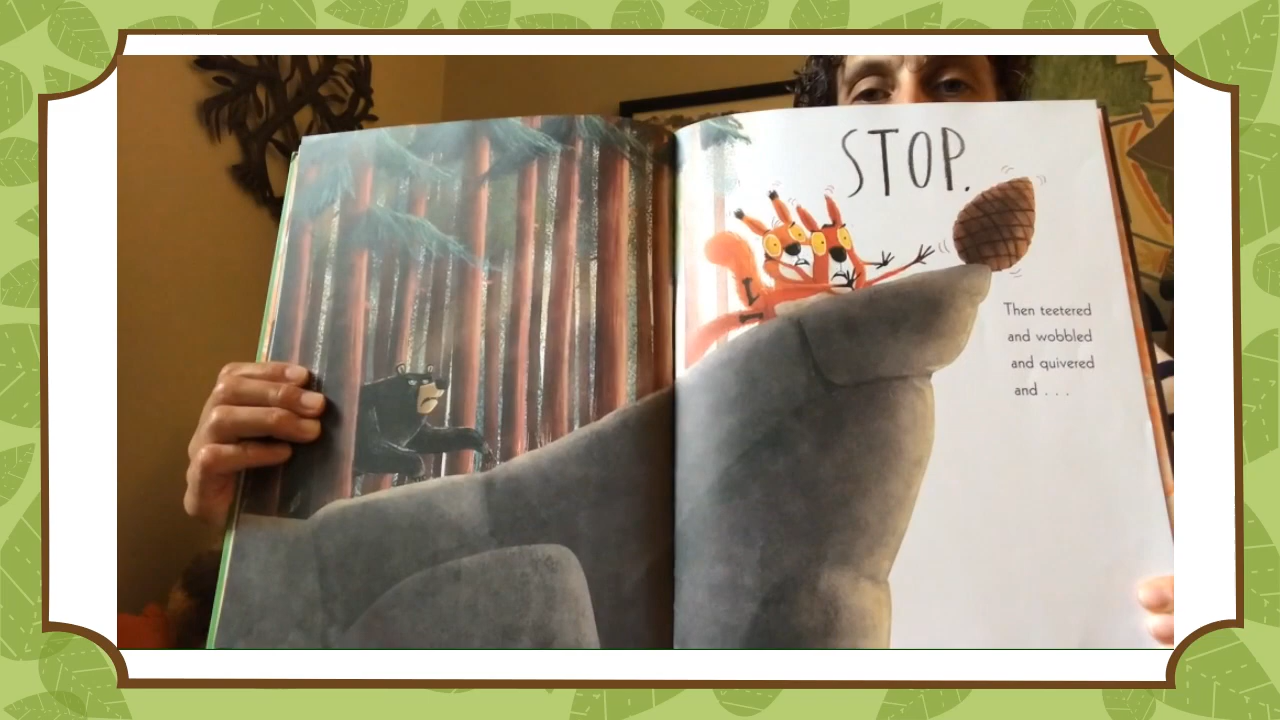 STOP.
Then teetered
and wobbled
and quivered
and . . .